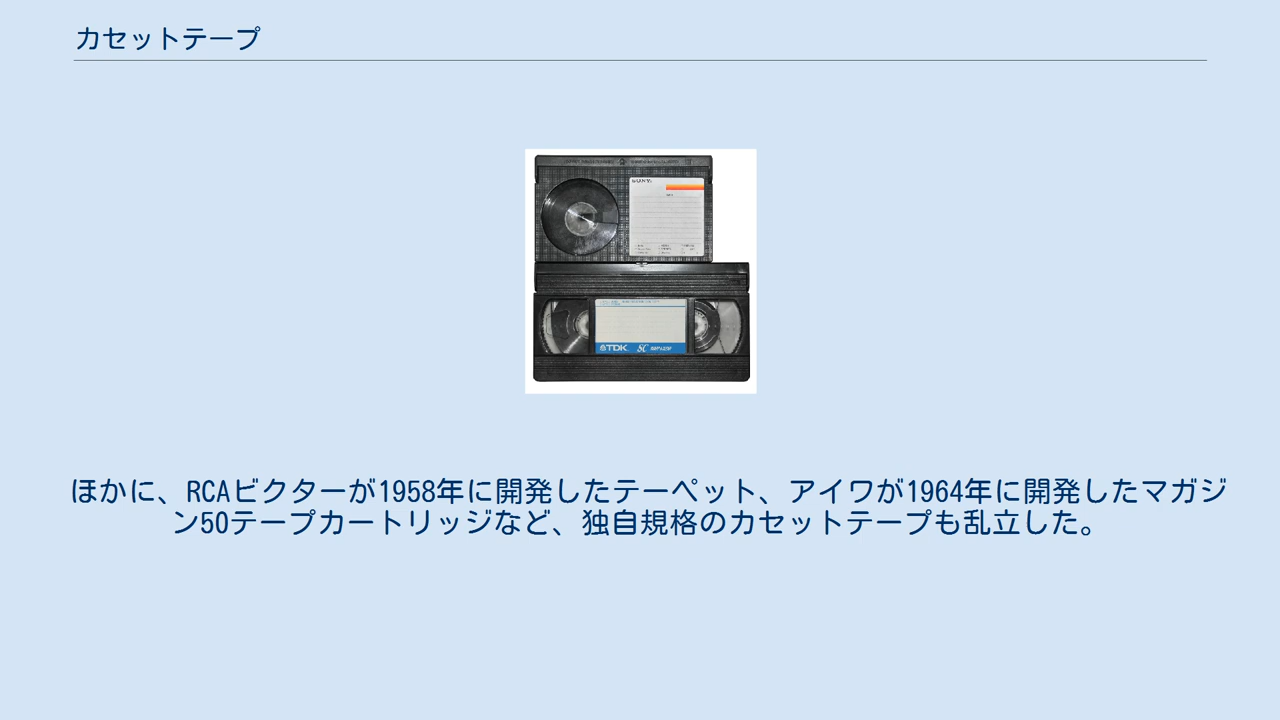 カセットテープ
SONY
TDK SC
ほかに、RCAビクターが1958年に開発したテーペット、アイワが1964年に開発したマガジ
ン50テープカートリッジなど、独自規格のカセットテープも乱立した。